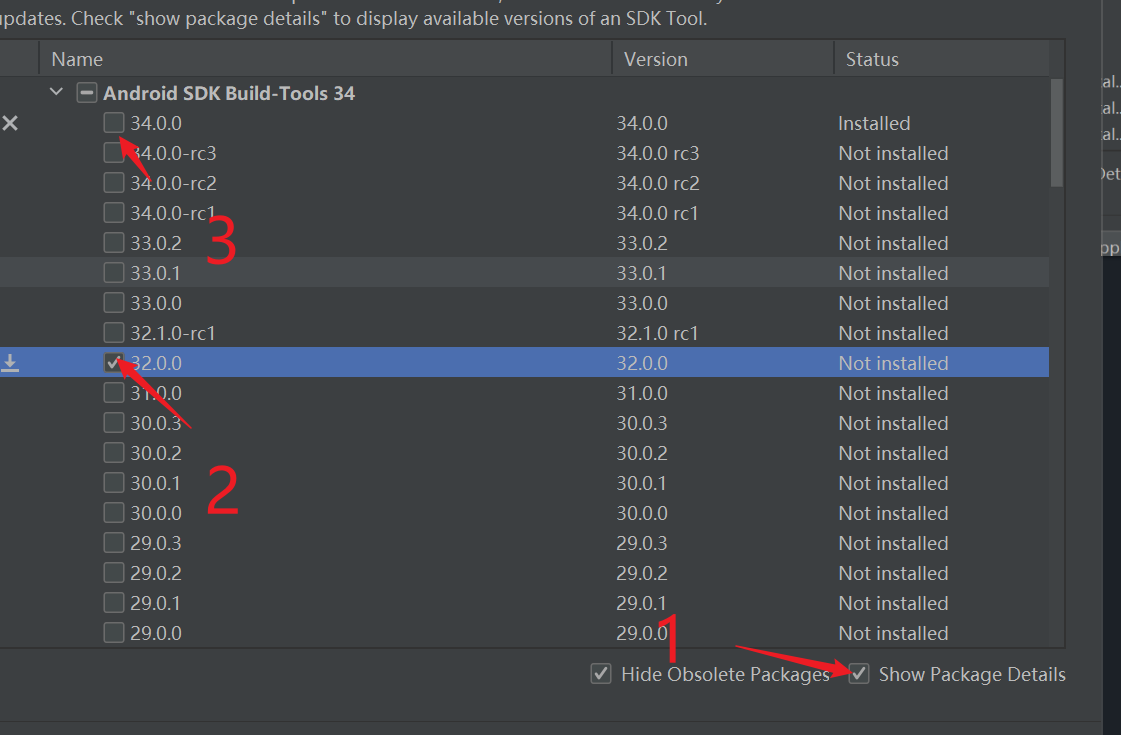 updates. Check "show package details" to display available versions of an SDK Tool.
Name Version Status
Android SDK Build-Tools 34
34.0.0 34.0.0 Installed
34.0.0-rc3 34.0.0 rc3 Not installed
34.0.0-rc2 34.0.0 rc2 Not installed
34.0.0-rc1 34.0.0 rc1 Not installed
3
33.0.2 33.0.2 Not installed
33.0.1 33.0.1 Not installed
33.0.0 33.0.0 Not installed
32.1.0-rc1 32.1.0 rc1 Not installed
32.0.0 32.0.0 Not installed
31.0.0 31.0.0 Not installed
30.0.3 30.0.3 Not installed
30.0.2 30.0.2 Not installed
30.0.1 30.0.1 Not installed
2
30.0.0 30.0.0 Not installed
29.0.3 29.0.3 Not installed
29.0.2 29.0.2 Not installed
29.0.1 29.0.1 Not installed
29.0.0 29.0.0 Not installed
1
Hide Obsolete Packages Show Package Details